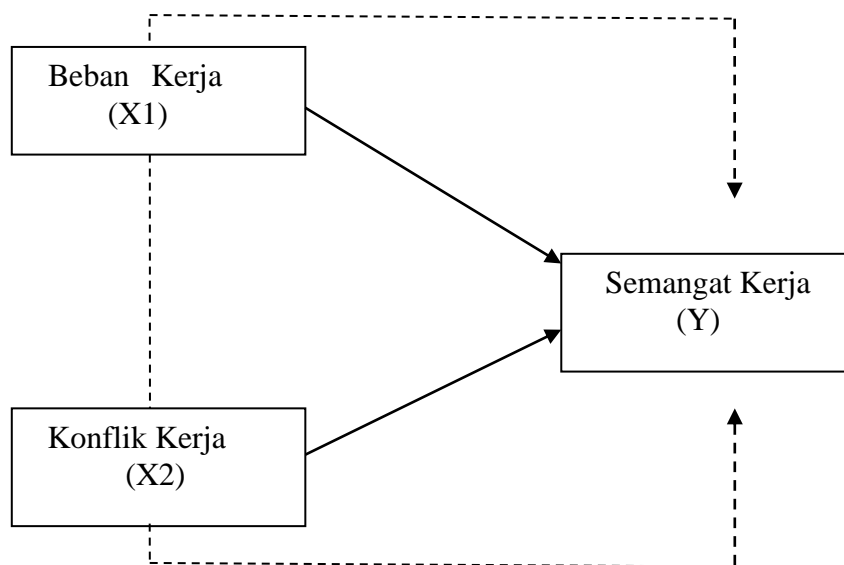 Beban Kerja
(X1)
Semangat Kerja
(Y)
Konflik Kerja
(X2)